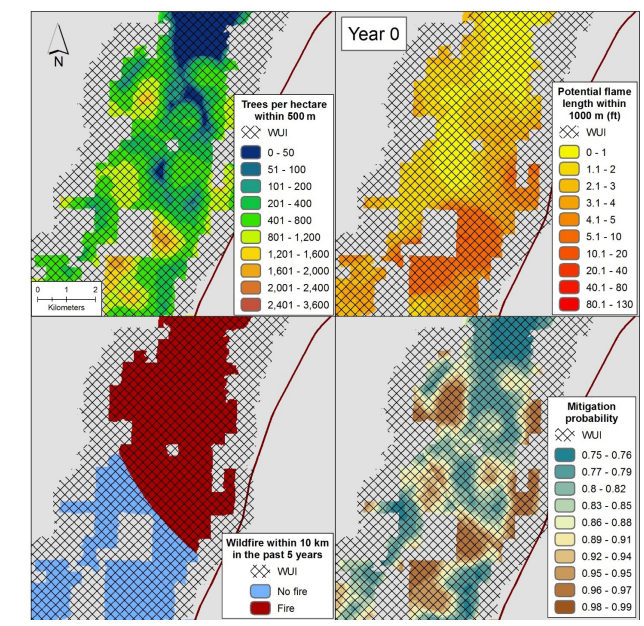 N
Trees per hectare
within 500 m
WUI
0 - 50
51 - 100
101 - 200
201 - 400
401 - 800
801 - 1,200
1,201 - 1,600
1,601 - 2,000
2,001 - 2,400
2,401 - 3,600
0 1 2
Kilometers
Year 0
Potential flame
length within
1000 m (ft)
WUI
0 - 1
1.1 - 2
2.1 - 3
3.1 - 4
4.1 - 5
5.1 - 10
10.1 - 20
20.1 - 40
40.1 - 80
80.1 - 130
Wildfire within 10 km
in the past 5 years
WUI
No fire
Fire
Mitigation
probability
WUI
0.75 - 0.76
0.77 - 0.79
0.8 - 0.82
0.83 - 0.85
0.86 - 0.88
0.89 - 0.91
0.92 - 0.94
0.95 - 0.95
0.96 - 0.97
0.98 - 0.99